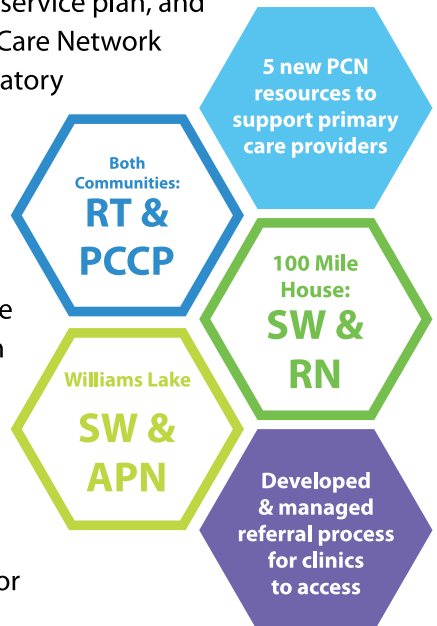 service plan, and
Care Network
atory
5 new PCN
resources to
support primary
care providers
Both
Communities:
RT &
PCCP
100 Mile
House:
SW &
RN
Williams Lake
SW &
APN
Developed
& managed
referral process
for clinics
to access
or